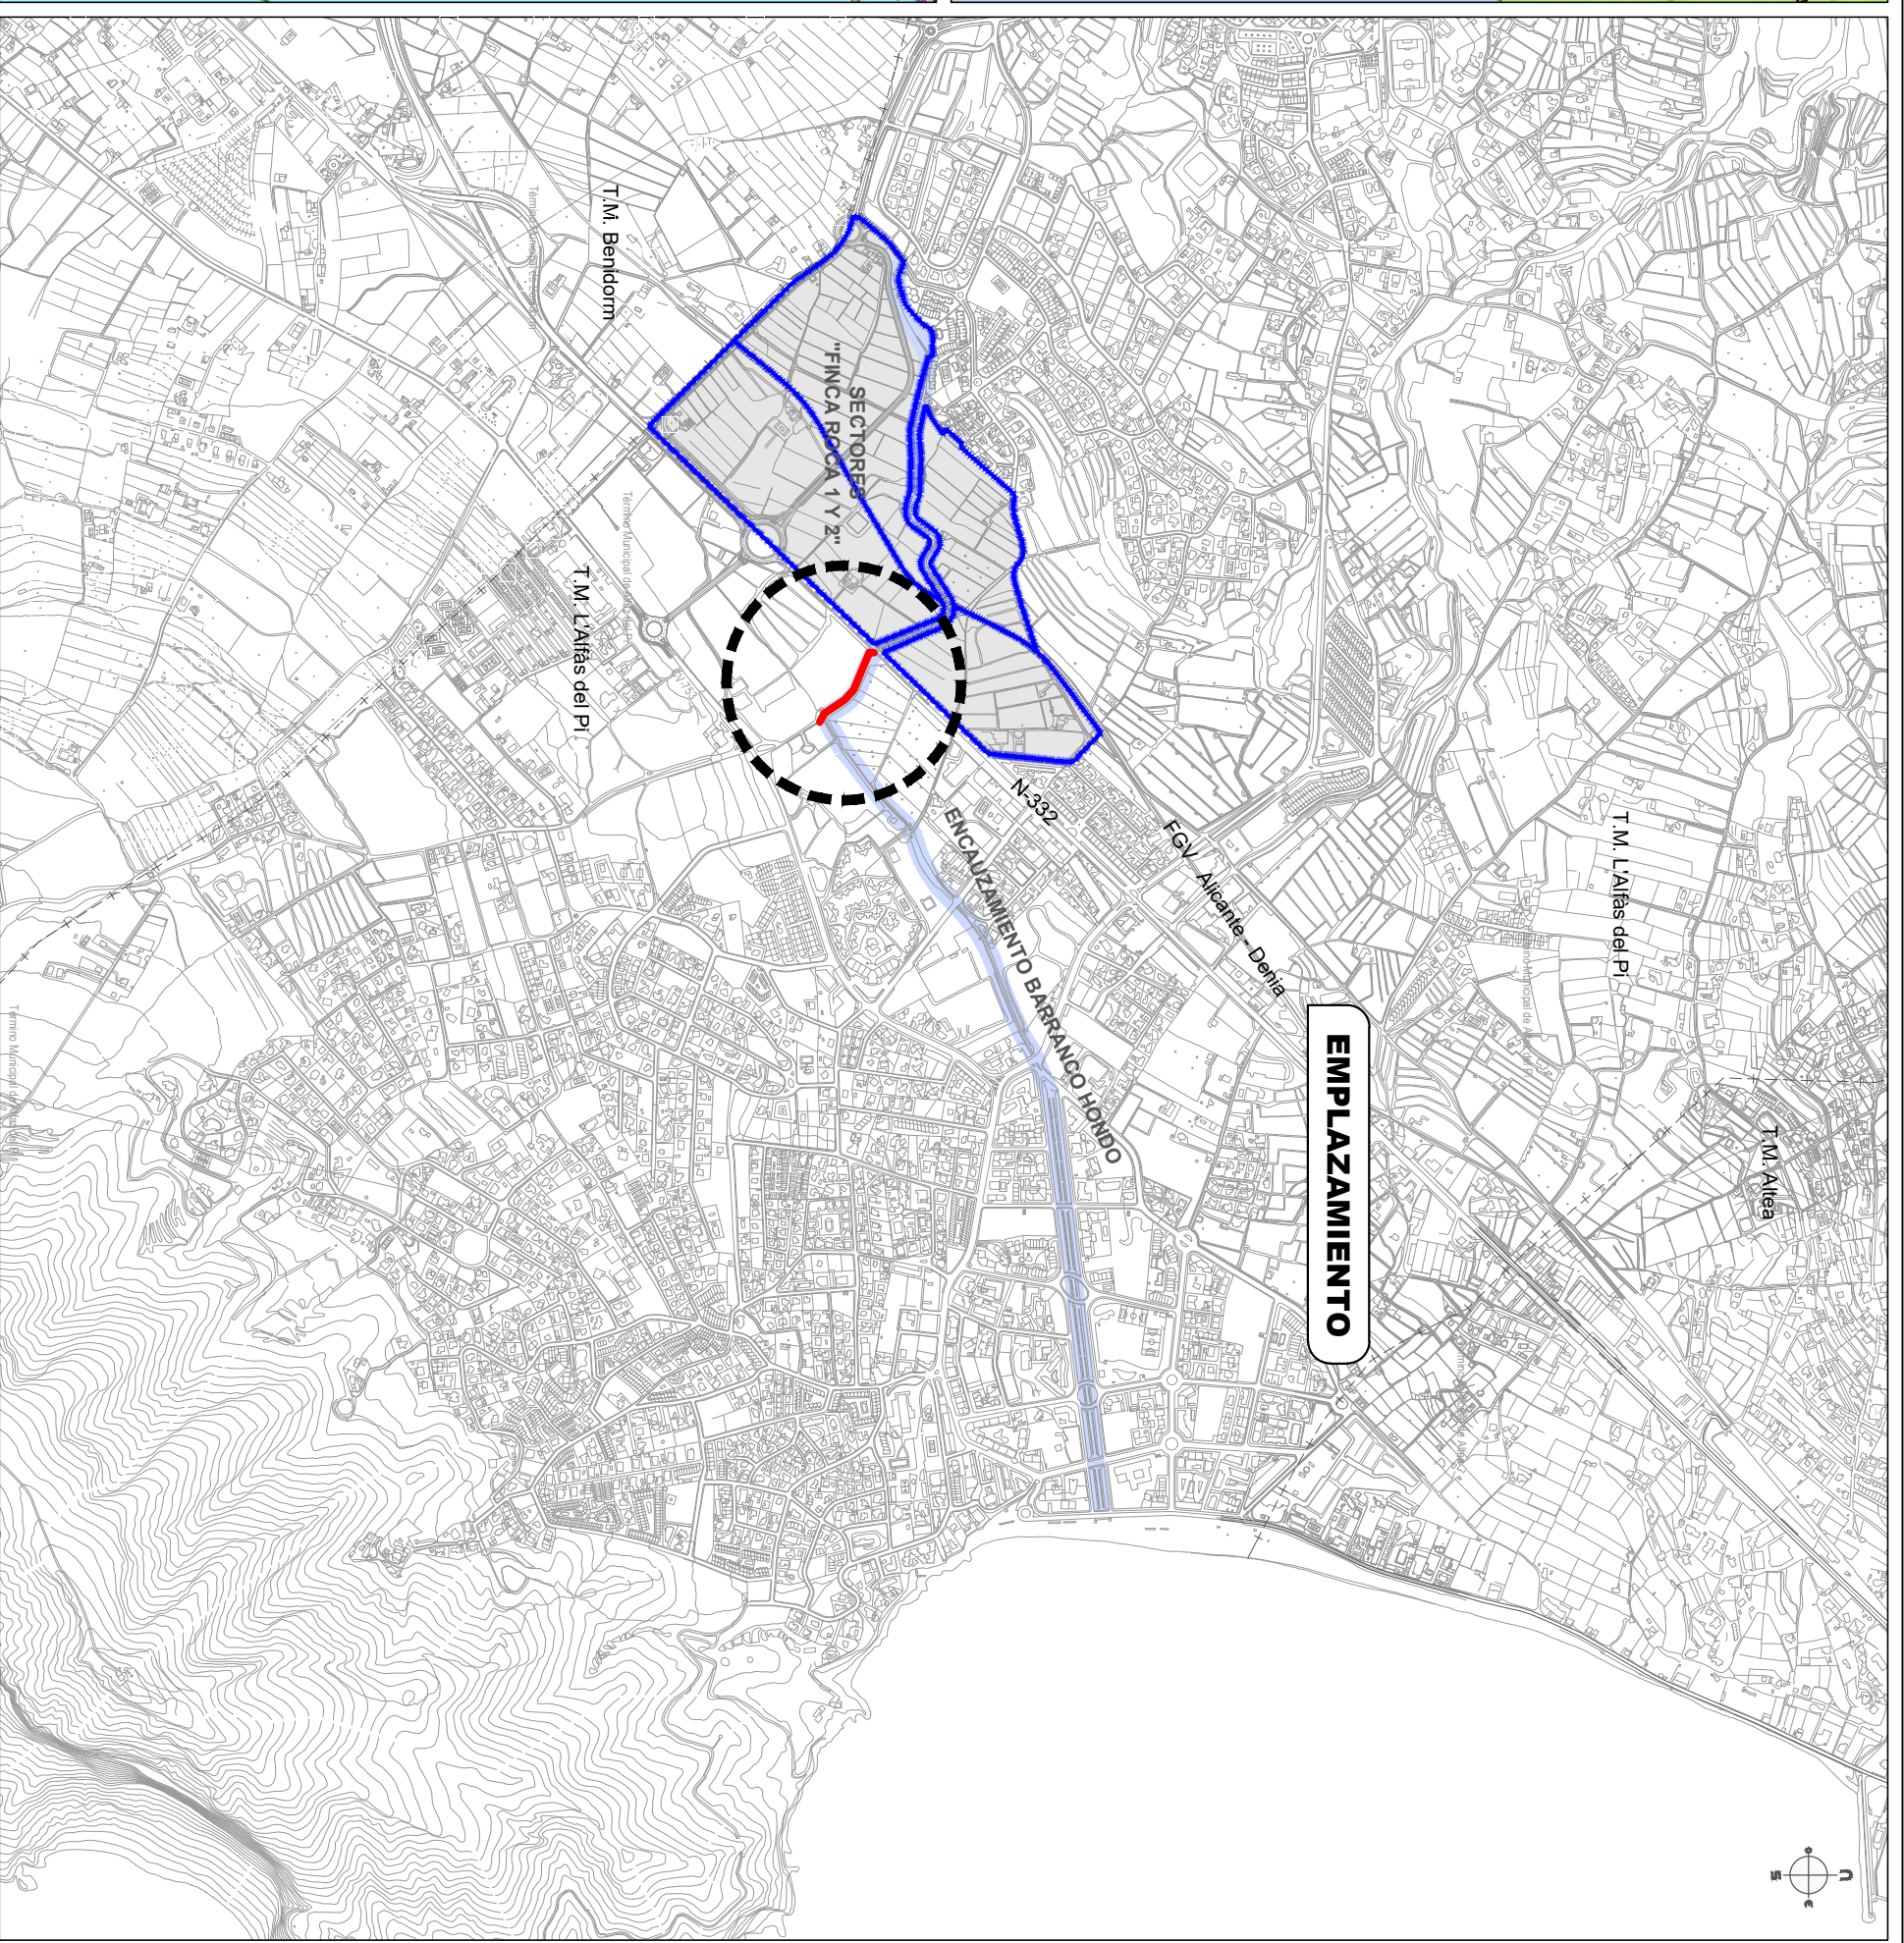 EMPLAZAMIENTO
T.M. Altea
T.M. L'Alfàs del Pi
FGV Alicante - Denia
N-332
ENCAUZAMIENTO BARRANCO HONDO
SECTORES
"FINCA ROCA 1 Y 2"
T.M. Benidorm
T.M. L'Alfàs del Pi
n
s
e